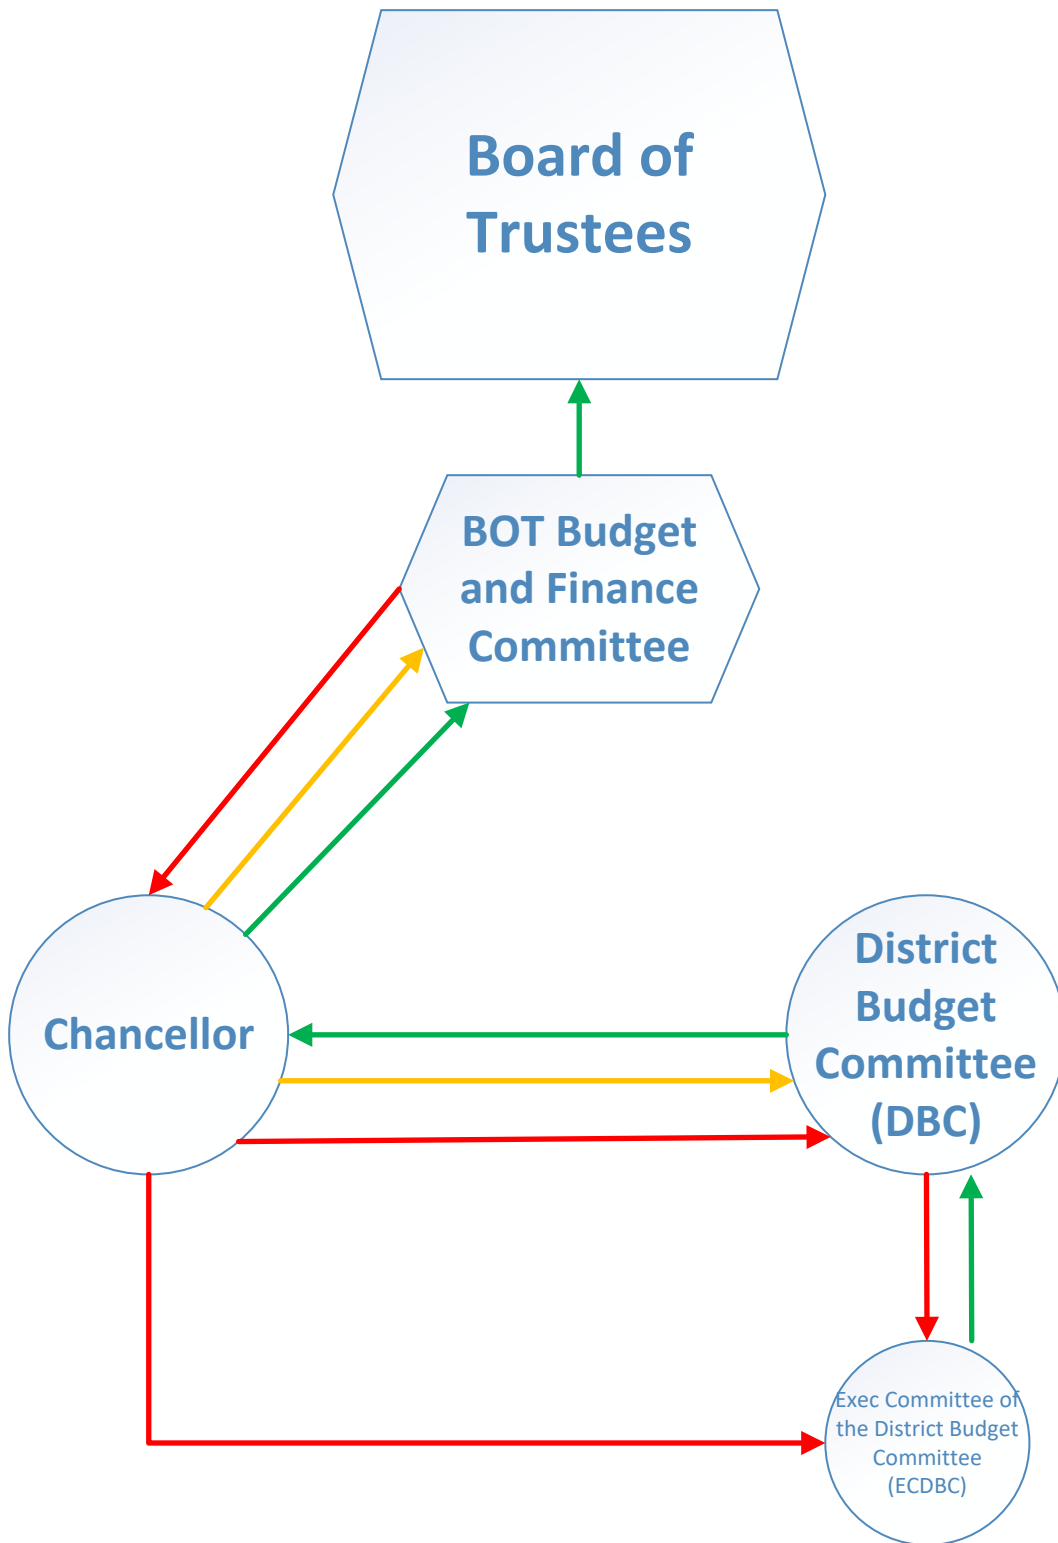 Board of
Trustees
BOT Budget
and Finance
Committee
Chancellor
District
Budget
Committee
(DBC)
Exec Committee of
the District Budget
Committee
(ECDBC)